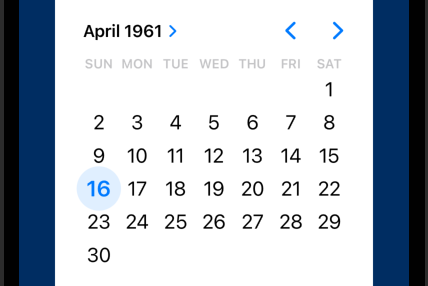 April 1961
SUN MON TUE WED THU FRI SAT
1
2 3 4 5 6 7 8
9 10 11 12 13 14 15
16 17 18 19 20 21 22
23 24 25 26 27 28 29
30